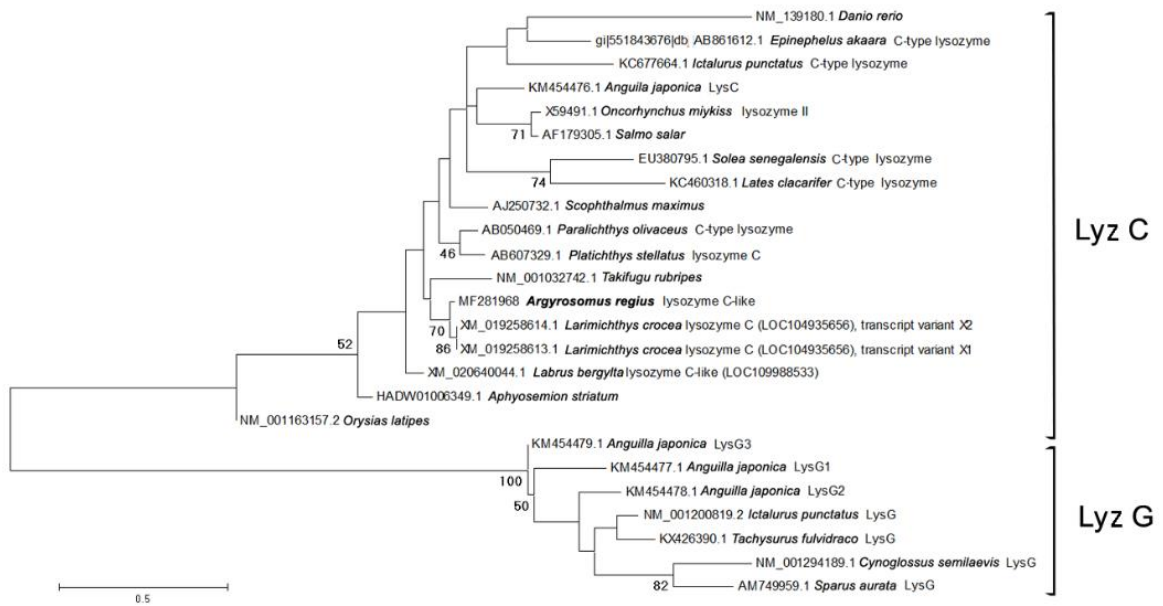 NM_139180.1 Danio rerio
gi|551843676|db| AB861612.1 Epinephelus akaara C-type lysozyme
KC677664.1 Ictalurus punctatus C-type lysozyme
KM454476.1 Anguila japonica LysC
X59491.1 Oncorhynchus miykiss lysozyme II
71 AF179305.1 Salmo salar
EU380795.1 Solea senegalensis C-type lysozyme
74 KC460318.1 Lates clacarifer C-type lysozyme
AJ250732.1 Scophthalmus maximus
AB050469.1 Paralichthys olivaceus C-type lysozyme
Lyz C
46 AB607329.1 Platichthys stellatus lysozyme C
NM_001032742.1 Takifugu rubripes
MF281968 Argyrosomus regius lysozyme C-like
70 XM_019258614.1 Larimichthys crocea lysozyme C (LOC104935656), transcript variant X2
52 86 XM_019258613.1 Larimichthys crocea lysozyme C (LOC104935656), transcript variant X1
XM_020640044.1 Labrus bergylta lysozyme C-like (LOC109988533)
HADW01006349.1 Aphyosemion striatum
NM_001163157.2 Orysias latipes
KM454479.1 Anguilla japonica LysG3
100 KM454477.1 Anguilla japonica LysG1
50 KM454478.1 Anguilla japonica LysG2
NM_001200819.2 Ictalurus punctatus LysG
Lyz G
KX426390.1 Tachysurus fulvidraco LysG
NM_001294189.1 Cynoglossus semilaevis LysG
82 AM749959.1 Sparus aurata LysG
0.5